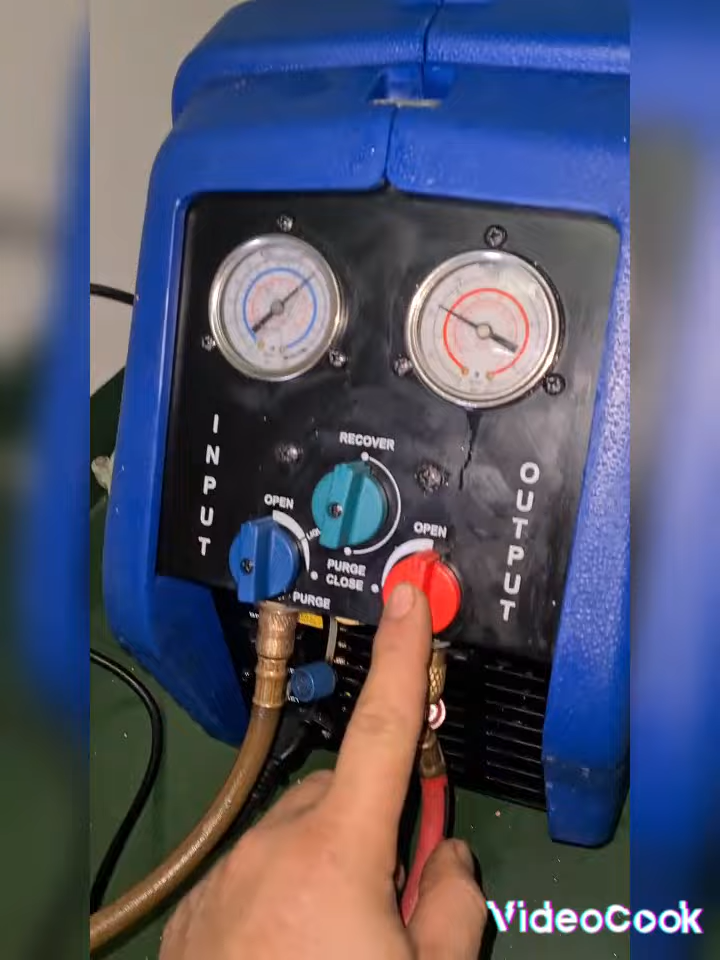 RECOVER
INPUT
OUTPUT
OPEN
OPEN
PURGE
CLOSE
PURGE
VideoCook